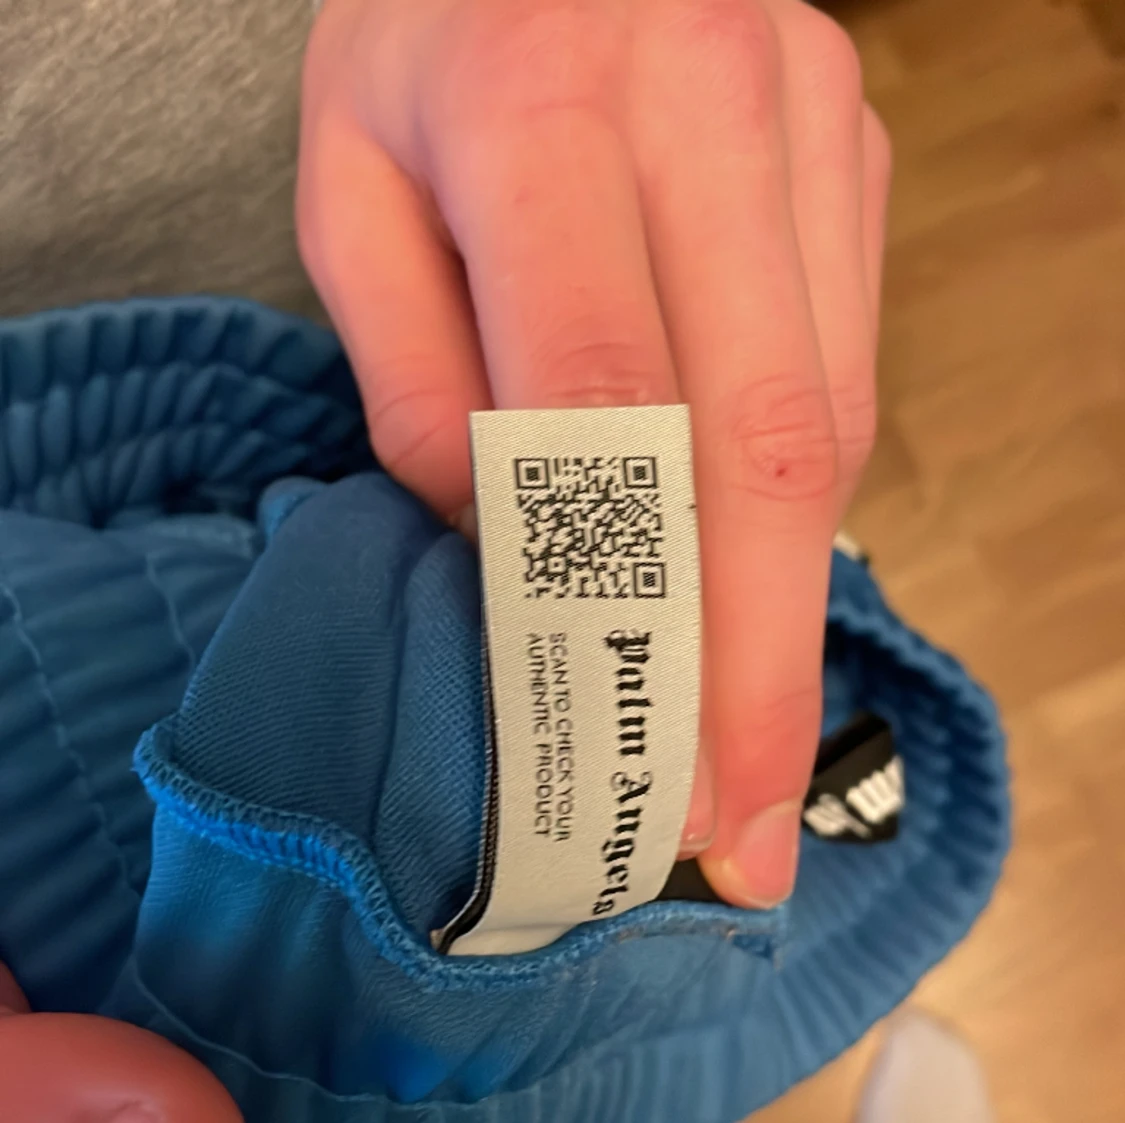 Palm Angels
SCAN TO CHECK YOUR
AUTHENTIC PRODUCT